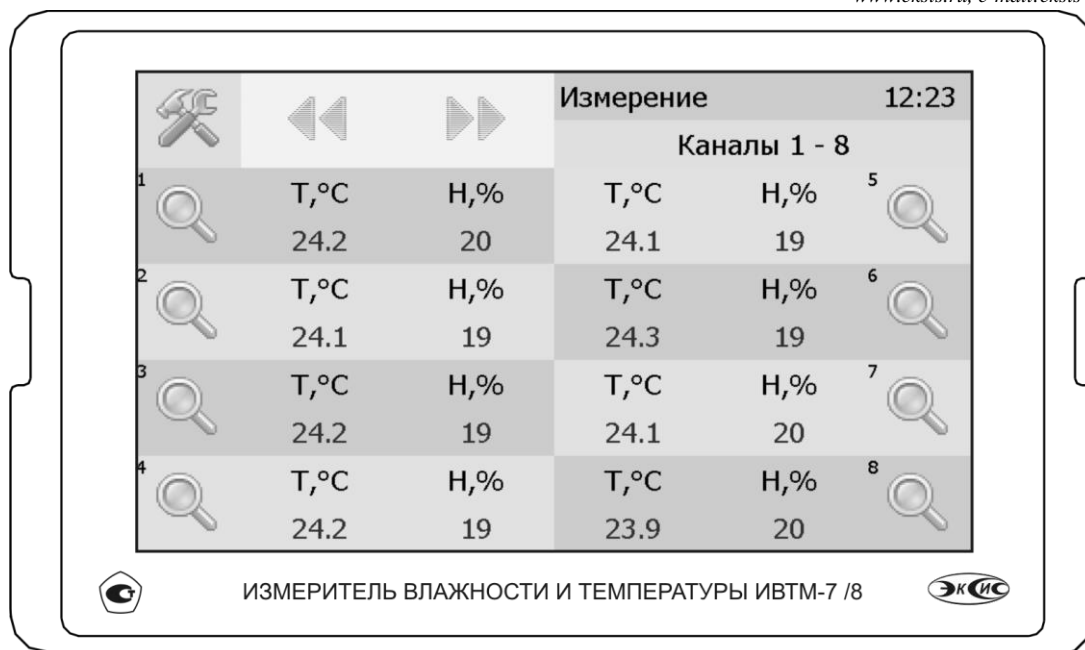 Измерение 12:23
Каналы 1 - 8
1 T,°C H,% T,°C H,% 5
24.2 20 24.1 19
2 T,°C H,% T,°C H,% 6
24.1 19 24.3 19
3 T,°C H,% T,°C H,% 7
24.2 19 24.1 20
4 T,°C H,% T,°C H,% 8
24.2 19 23.9 20
ИЗМЕРИТЕЛЬ ВЛАЖНОСТИ И ТЕМПЕРАТУРЫ ИВТМ-7 /8 ЭКСИС